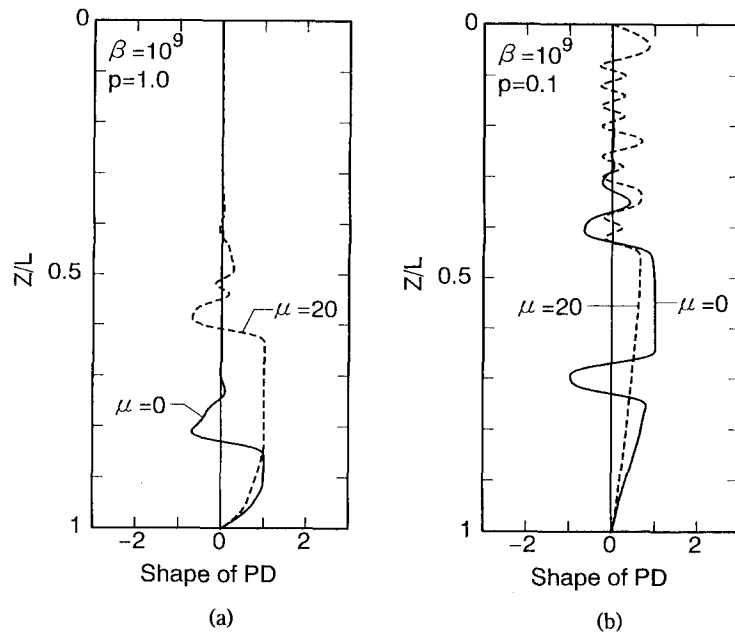 0
β=10⁹
p=1.0
Z/L
0.5
μ=20
μ=0
1
−2
0
2
Shape of PD
(a)
0
β=10⁹
p=0.1
Z/L
0.5
μ=20
μ=0
1
−2
0
2
Shape of PD
(b)